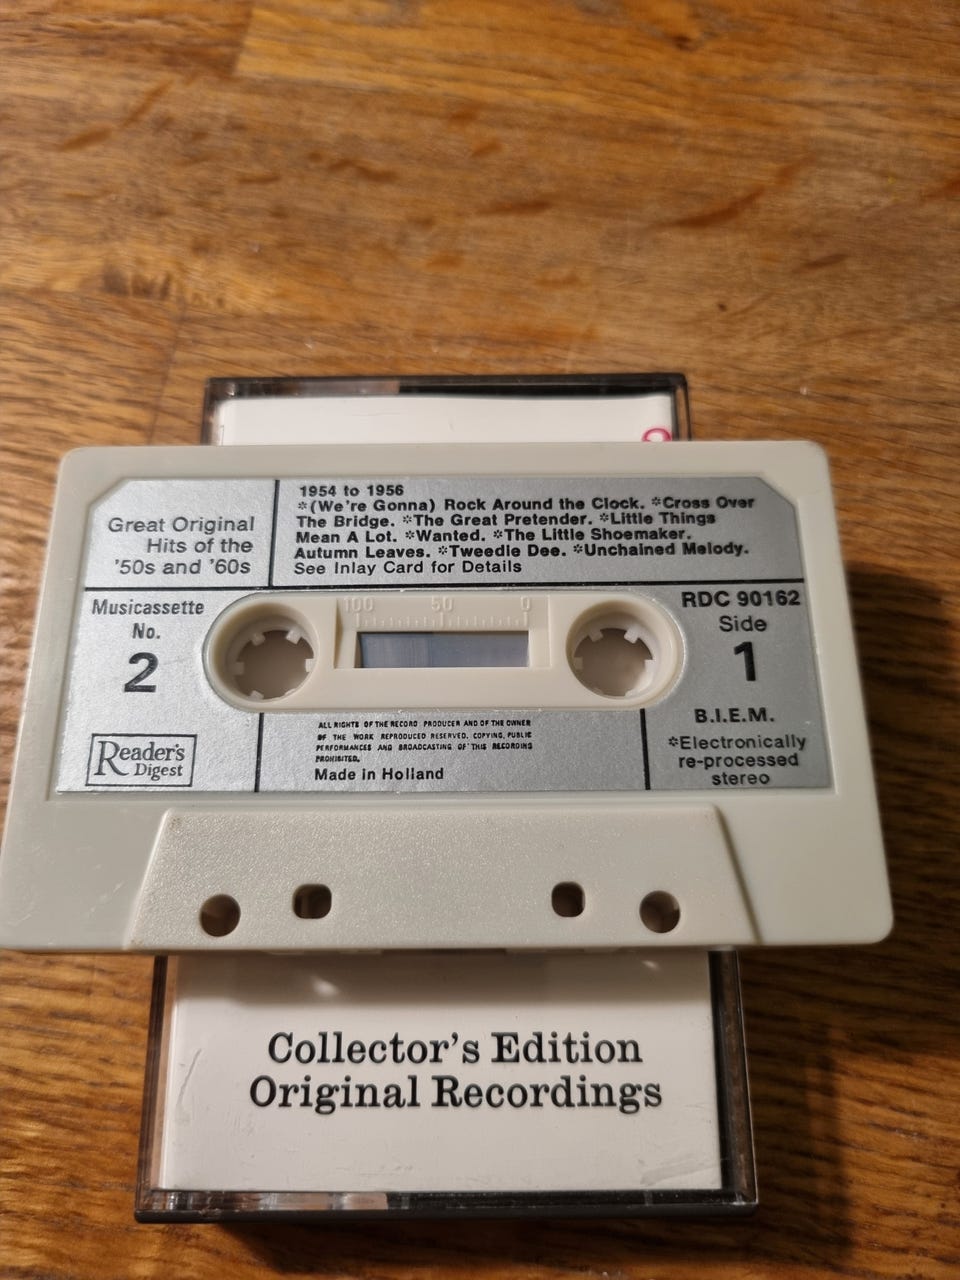 Great Original
Hits of the
'50s and '60s
1954 to 1956
*(We're Gonna) Rock Around the Clock. *Cross Over
The Bridge. *The Great Pretender. *Little Things
Mean A Lot. *Wanted. *The Little Shoemaker.
Autumn Leaves. *Tweedle Dee. *Unchained Melody.
See Inlay Card for Details
Musicassette
No.
2
Reader's
Digest
100 50 0
RDC 90162
Side
1
B.I.E.M.
*Electronically
re-processed
stereo
ALL RIGHTS OF THE RECORD PRODUCER AND OF THE OWNER
OF THE WORK REPRODUCED RESERVED. COPYING, PUBLIC
PERFORMANCES AND BROADCASTING OF THIS RECORDING
PROHIBITED.
Made in Holland
Collector's Edition
Original Recordings